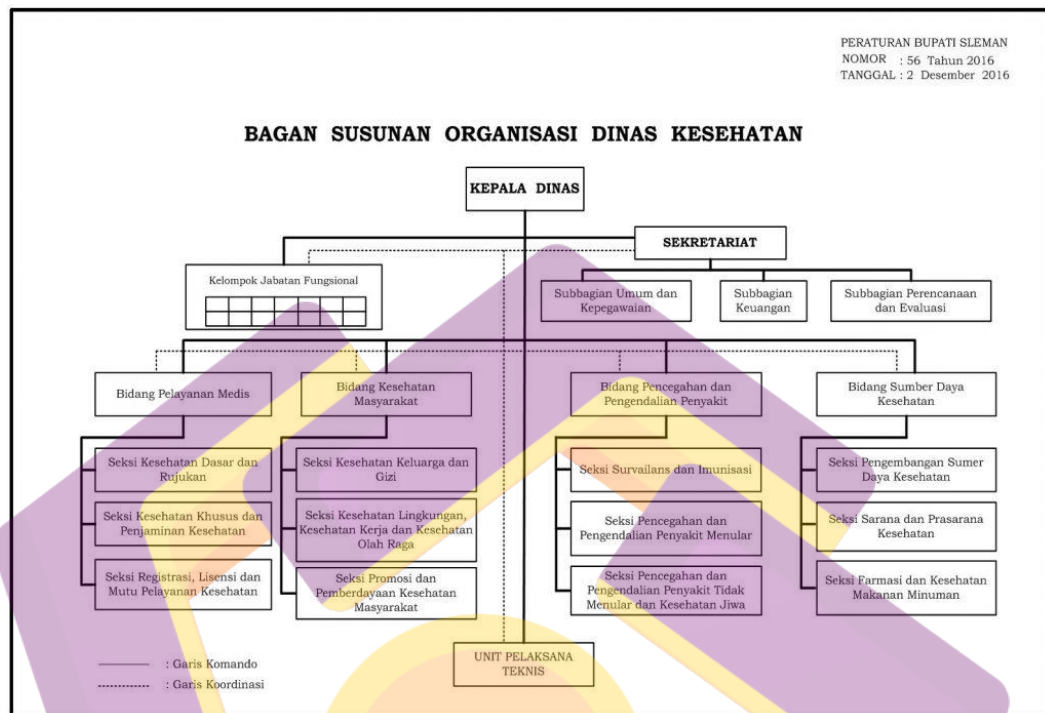 PERATURAN BUPATI SLEMAN
NOMOR : 56 Tahun 2016
TANGGAL : 2 Desember 2016
BAGAN SUSUNAN ORGANISASI DINAS KESEHATAN
KEPALA DINAS
SEKRETARIAT
Kelompok Jabatan Fungsional
Subbagian Umum dan
Kepegawaian
Subbagian
Keuangan
Subbagian Perencanaan
dan Evaluasi
Bidang Pelayanan Medis
Bidang Kesehatan
Masyarakat
Bidang Pencegahan dan
Pengendalian Penyakit
Bidang Sumber Daya
Kesehatan
Seksi Kesehatan Dasar dan
Rujukan
Seksi Kesehatan Keluarga dan
Gizi
Seksi Survailans dan Imunisasi
Seksi Pengembangan Sumer
Daya Kesehatan
Seksi Kesehatan Khusus dan
Penjaminan Kesehatan
Seksi Kesehatan Lingkungan,
Kesehatan Kerja dan Kesehatan
Olah Raga
Seksi Pencegahan dan
Pengendalian Penyakit Menular
Seksi Sarana dan Prasarana
Kesehatan
Seksi Registrasi, Lisensi dan
Mutu Pelayanan Kesehatan
Seksi Promosi dan
Pemberdayaan Kesehatan
Masyarakat
Seksi Pencegahan dan
Pengendalian Penyakit Tidak
Menular dan Kesehatan Jiwa
Seksi Farmasi dan Kesehatan
Makanan Minuman
UNIT PELAKSANA
TEKNIS
: Garis Komando
: Garis Koordinasi